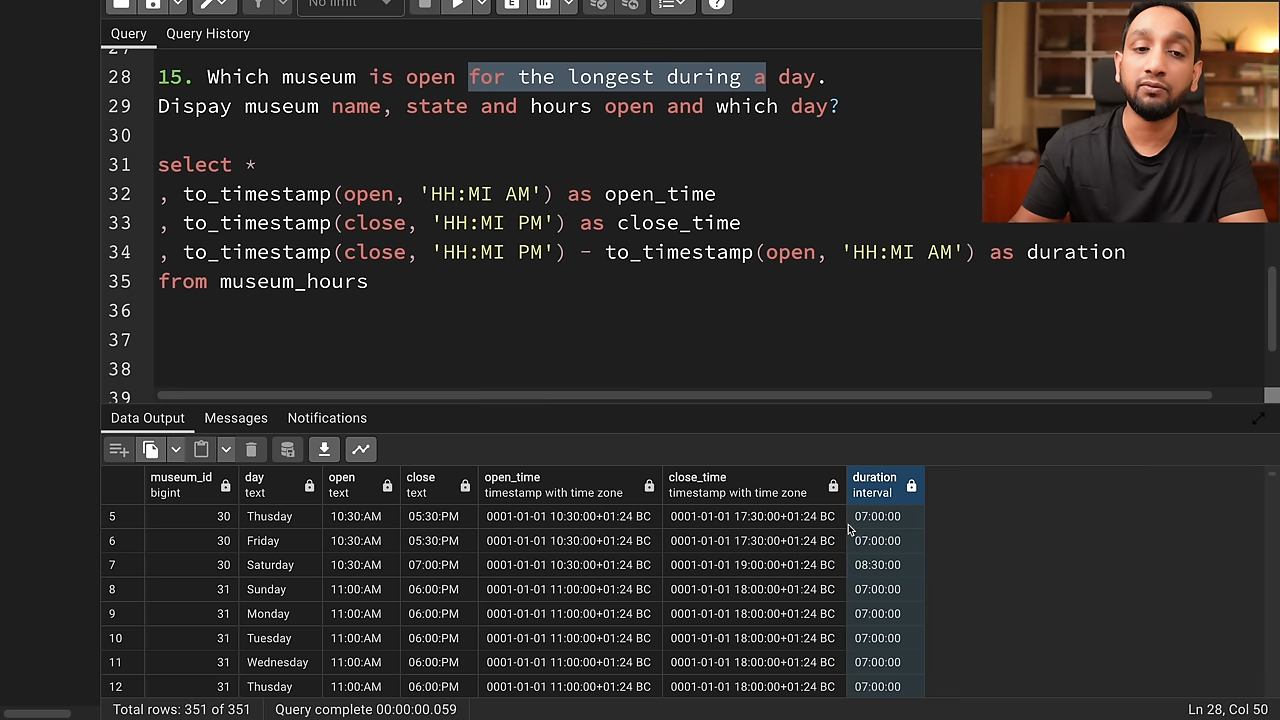 No limit
E
Query Query History
27
28 15. Which museum is open for the longest during a day.
29 Dispay museum name, state and hours open and which day?
30
31 select *
32 , to_timestamp(open, 'HH:MI AM') as open_time
33 , to_timestamp(close, 'HH:MI PM') as close_time
34 , to_timestamp(close, 'HH:MI PM') - to_timestamp(open, 'HH:MI AM') as duration
35 from museum_hours
36
37
38
39
Data Output Messages Notifications
museum_id day open close open_time close_time duration
bigint text text text timestamp with time zone timestamp with time zone interval
5 30 Thusday 10:30:AM 05:30:PM 0001-01-01 10:30:00+01:24 BC 0001-01-01 17:30:00+01:24 BC 07:00:00
6 30 Friday 10:30:AM 05:30:PM 0001-01-01 10:30:00+01:24 BC 0001-01-01 17:30:00+01:24 BC 07:00:00
7 30 Saturday 10:30:AM 07:00:PM 0001-01-01 10:30:00+01:24 BC 0001-01-01 19:00:00+01:24 BC 08:30:00
8 31 Sunday 11:00:AM 06:00:PM 0001-01-01 11:00:00+01:24 BC 0001-01-01 18:00:00+01:24 BC 07:00:00
9 31 Monday 11:00:AM 06:00:PM 0001-01-01 11:00:00+01:24 BC 0001-01-01 18:00:00+01:24 BC 07:00:00
10 31 Tuesday 11:00:AM 06:00:PM 0001-01-01 11:00:00+01:24 BC 0001-01-01 18:00:00+01:24 BC 07:00:00
11 31 Wednesday 11:00:AM 06:00:PM 0001-01-01 11:00:00+01:24 BC 0001-01-01 18:00:00+01:24 BC 07:00:00
12 31 Thusday 11:00:AM 06:00:PM 0001-01-01 11:00:00+01:24 BC 0001-01-01 18:00:00+01:24 BC 07:00:00
Total rows: 351 of 351 Query complete 00:00:00.059 Ln 28, Col 50